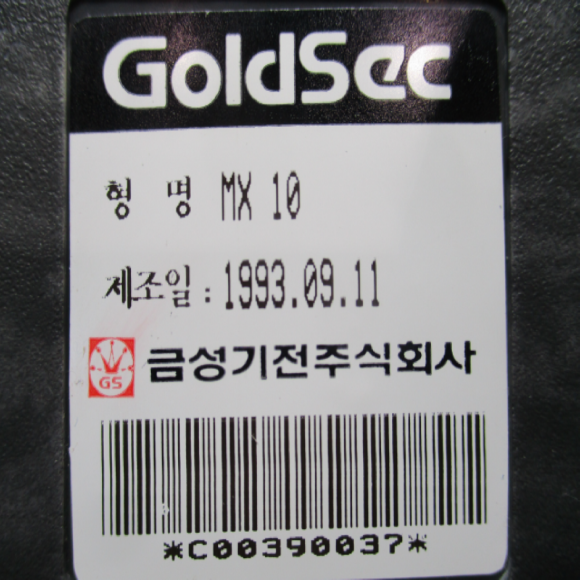 GoldSec
형 명 MX 10
제조일 : 1993.09.11
GS 금성기전주식회사
*C00390037*